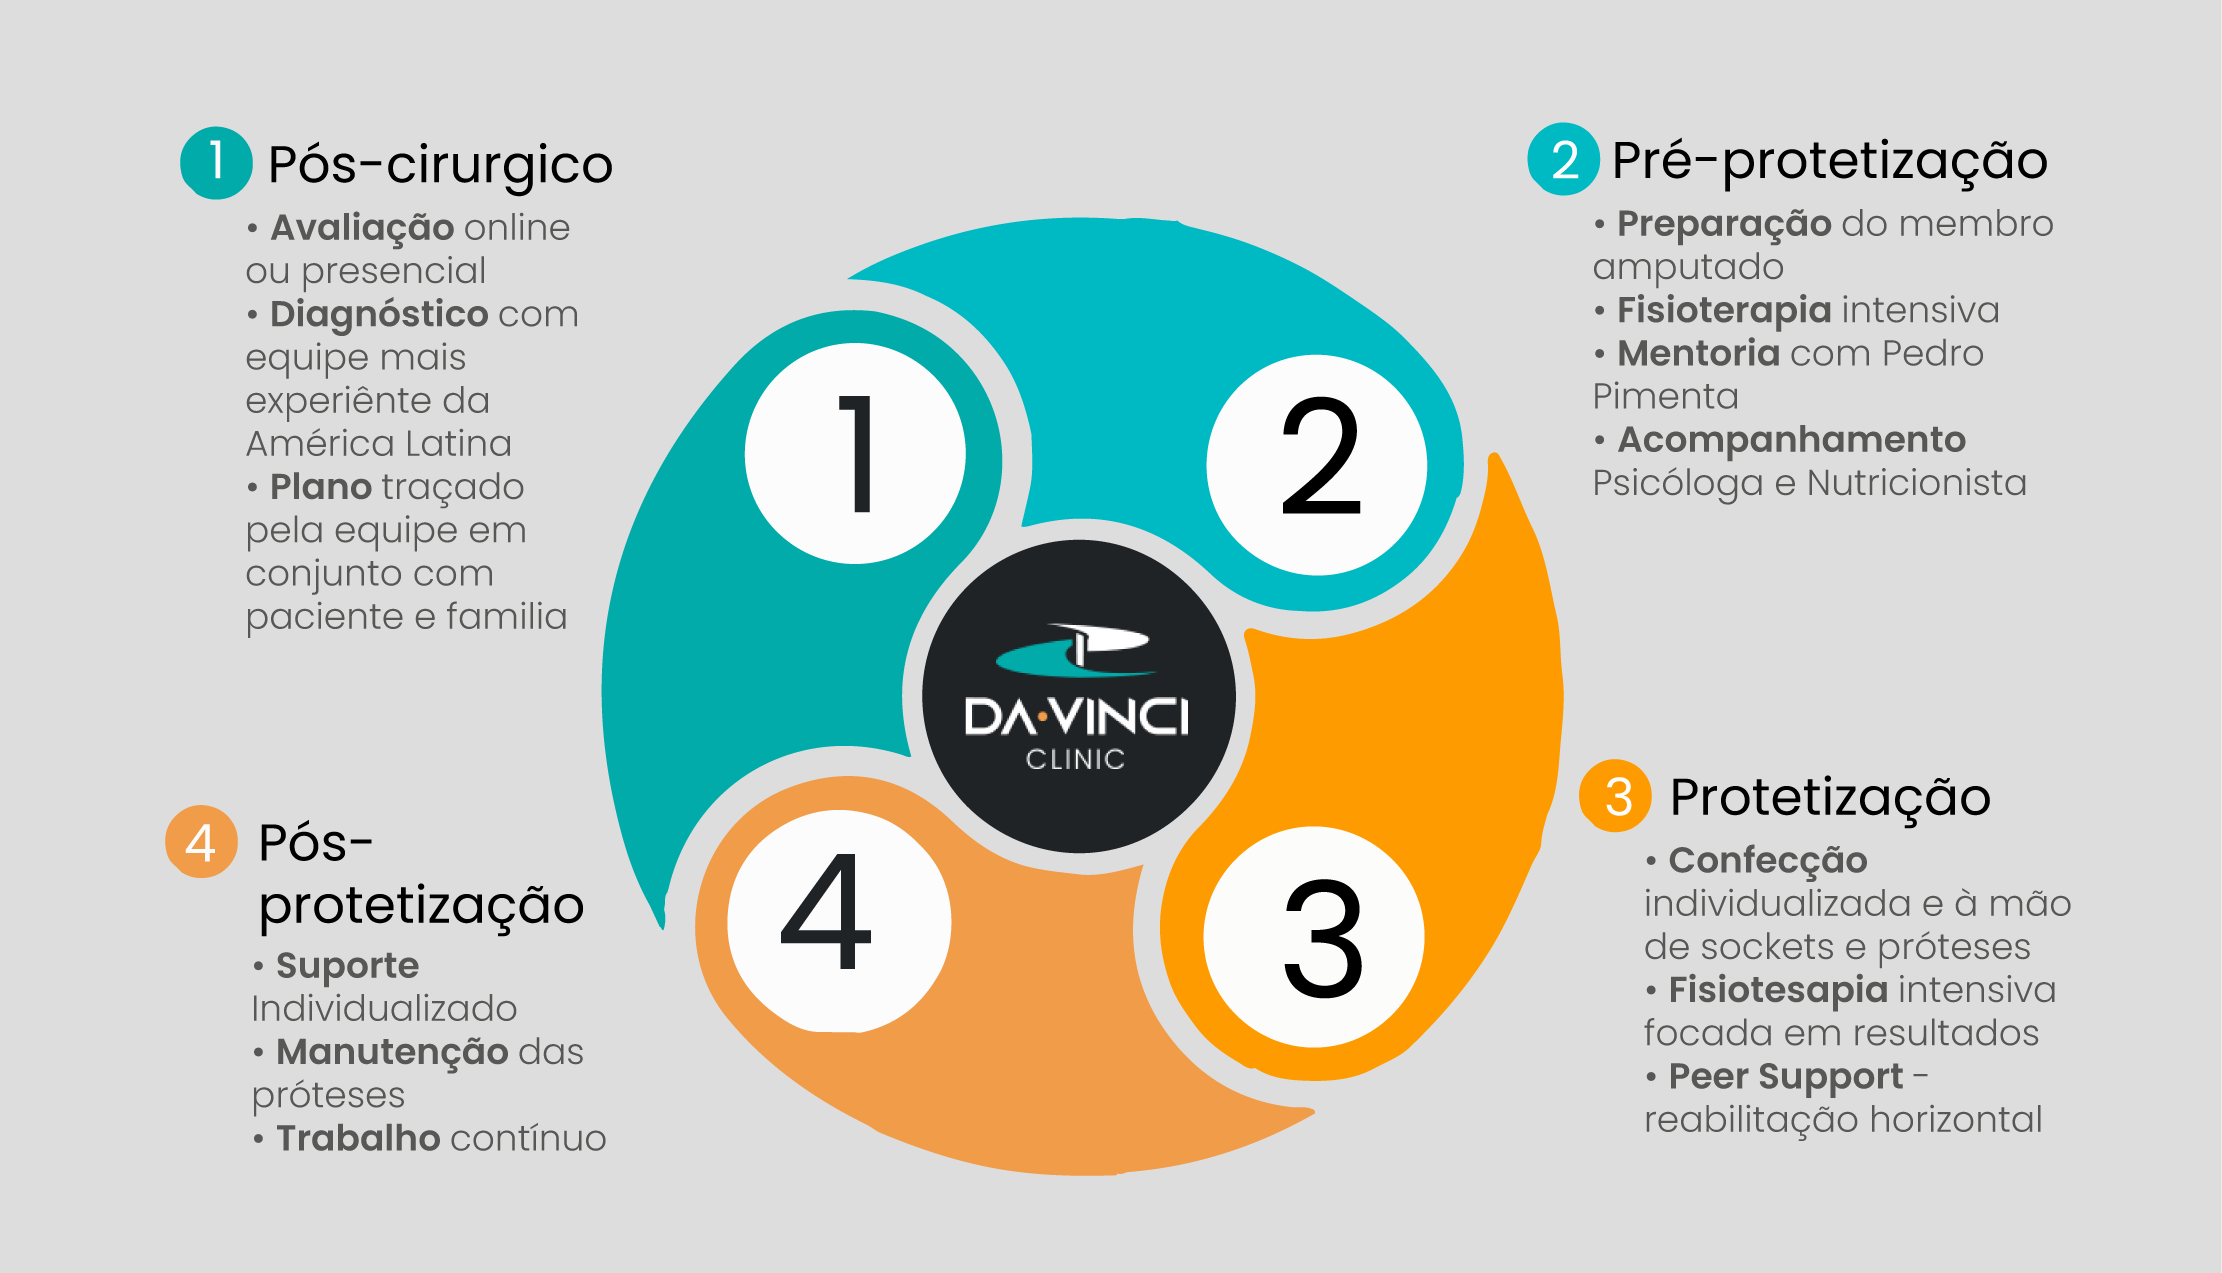 1 Pós-cirurgico
• Avaliação online
ou presencial
• Diagnóstico com
equipe mais
experiênte da
América Latina
• Plano traçado
pela equipe em
conjunto com
paciente e familia
2 Pré-protetização
• Preparação do membro
amputado
• Fisioterapia intensiva
• Mentoria com Pedro
Pimenta
• Acompanhamento
Psicóloga e Nutricionista
1
2
DA•VINCI
CLINIC
4
3
3 Protetização
• Confecção
individualizada e à mão
de sockets e próteses
• Fisiotesapia intensiva
focada em resultados
• Peer Support -
reabilitação horizontal
4 Pós-
protetização
• Suporte
Individualizado
• Manutenção das
próteses
• Trabalho contínuo